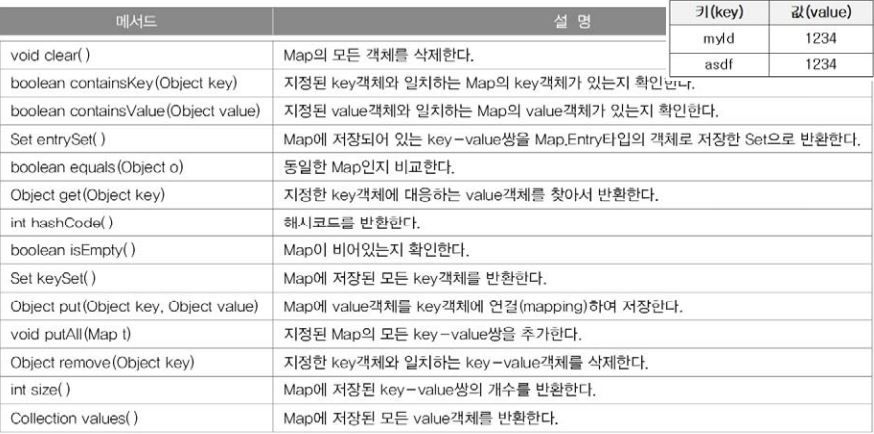 메서드 설 명
키(key) 값(value)
myId 1234
asdf 1234
void clear( ) Map의 모든 객체를 삭제한다.
boolean containsKey(Object key) 지정된 key객체와 일치하는 Map의 key객체가 있는지 확인한다.
boolean containsValue(Object value) 지정된 value객체와 일치하는 Map의 value객체가 있는지 확인한다.
Set entrySet( ) Map에 저장되어 있는 key-value쌍을 Map.Entry타입의 객체로 저장한 Set으로 반환한다.
boolean equals(Object o) 동일한 Map인지 비교한다.
Object get(Object key) 지정한 key객체에 대응하는 value객체를 찾아서 반환한다.
int hashCode( ) 해시코드를 반환한다.
boolean isEmpty( ) Map이 비어있는지 확인한다.
Set keySet( ) Map에 저장된 모든 key객체를 반환한다.
Object put(Object key, Object value) Map에 value객체를 key객체에 연결(mapping)하여 저장한다.
void putAll(Map t) 지정된 Map의 모든 key-value쌍을 추가한다.
Object remove(Object key) 지정한 key객체와 일치하는 key-value객체를 삭제한다.
int size( ) Map에 저장된 key-value쌍의 개수를 반환한다.
Collection values( ) Map에 저장된 모든 value객체를 반환한다.